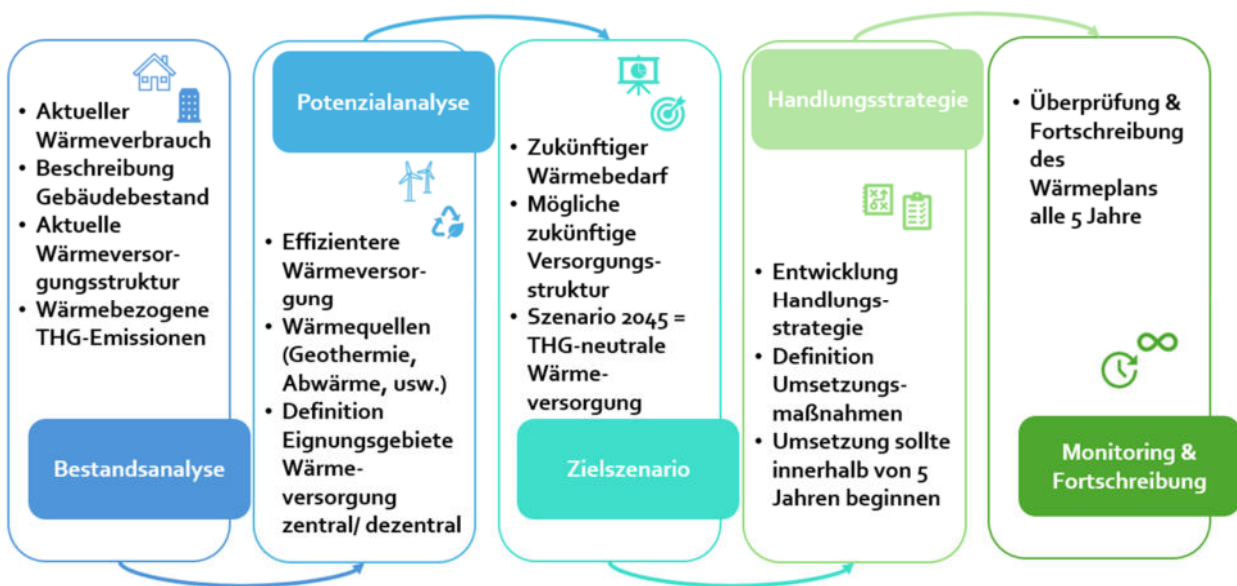 • Aktueller
Wärmeverbrauch
• Beschreibung
Gebäudebestand
• Aktuelle
Wärmeversor-
gungsstruktur
• Wärmebezogene
THG-Emissionen
Bestandsanalyse
Potenzialanalyse
• Effizientere
Wärmeversor-
gung
• Wärmequellen
(Geothermie,
Abwärme, usw.)
• Definition
Eignungsgebiete
Wärme-
versorgung
zentral/ dezentral
• Zukünftiger
Wärmebedarf
• Mögliche
zukünftige
Versorgungs-
struktur
• Szenario 2045 =
THG-neutrale
Wärme-
versorgung
Zielszenario
Handlungsstrategie
• Entwicklung
Handlungs-
strategie
• Definition
Umsetzungs-
maßnahmen
• Umsetzung sollte
innerhalb von 5
Jahren beginnen
• Überprüfung &
Fortschreibung
des
Wärmeplans
alle 5 Jahre
Monitoring &
Fortschreibung